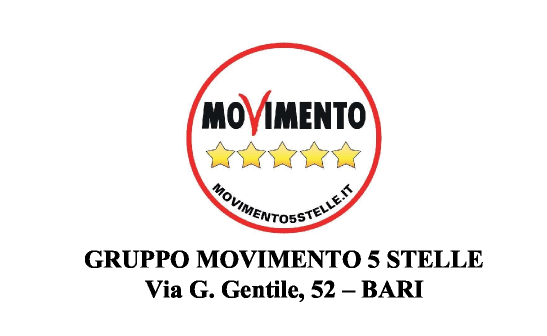 MOVIMENTO
MOVIMENTO5STELLE.IT
GRUPPO MOVIMENTO 5 STELLE
Via G. Gentile, 52 – BARI